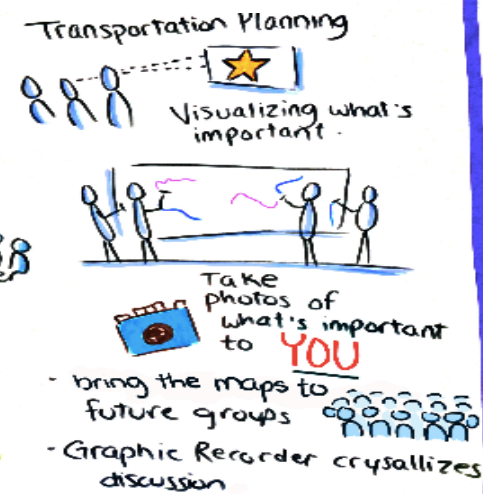 Transportation Planning
Visualizing what's
important.
Take
photos of
what's important
to YOU
- bring the maps to
future groups
- Graphic Recorder crysallizes
discussion